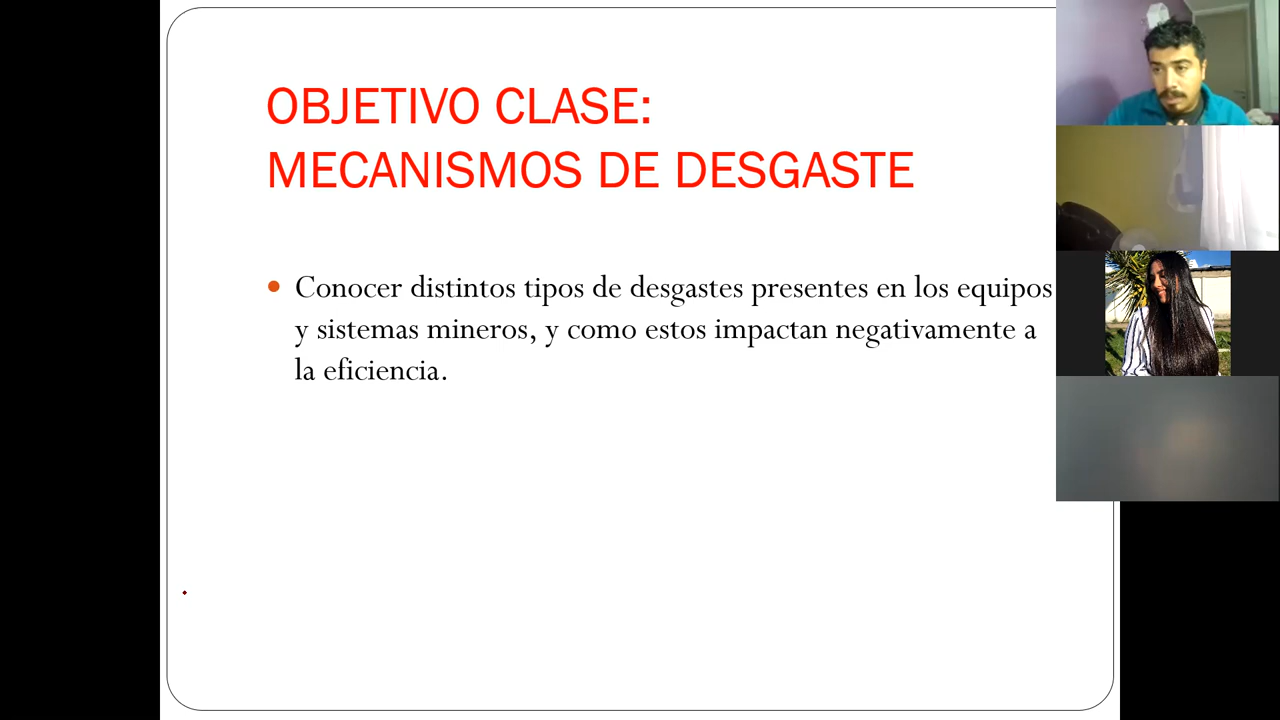 OBJETIVO CLASE:
MECANISMOS DE DESGASTE
• Conocer distintos tipos de desgastes presentes en los equipos
y sistemas mineros, y como estos impactan negativamente a
la eficiencia.